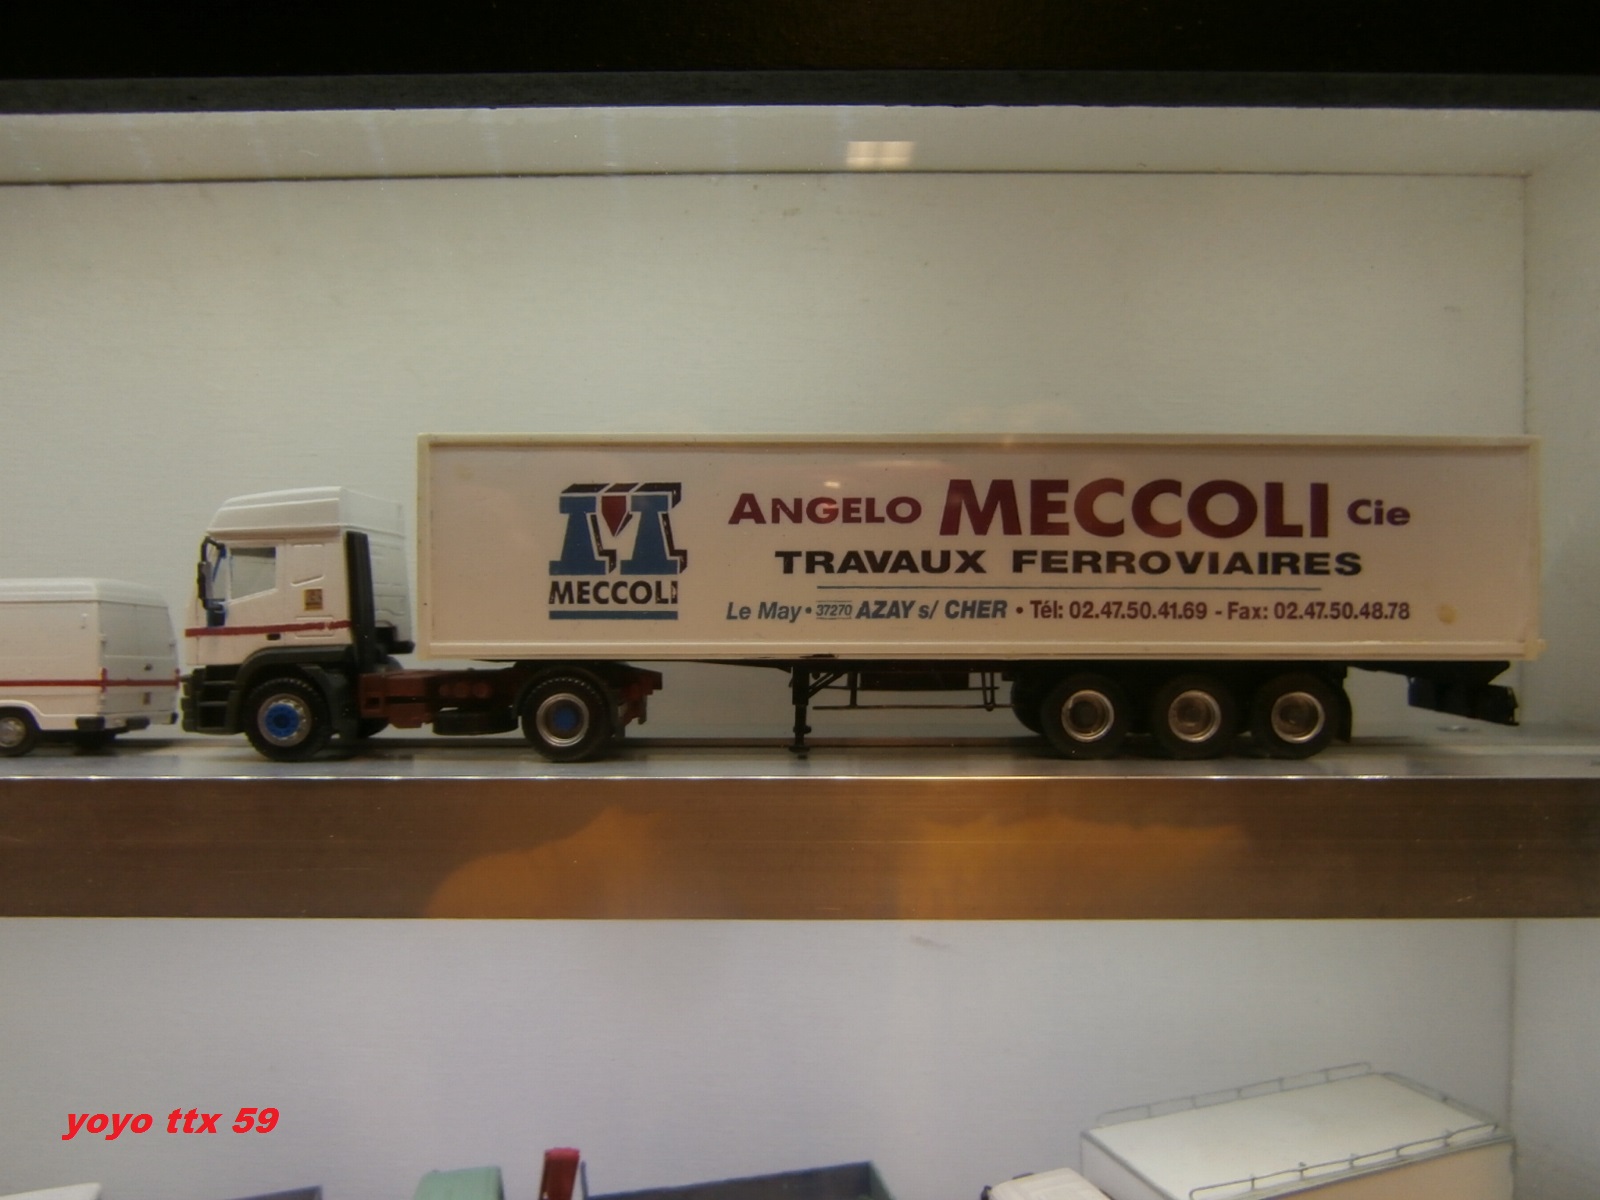 ANGELO MECCOLI Cie
MECCOLI
TRAVAUX FERROVIAIRES
Le May • 37270 AZAY s/ CHER • Tél: 02.47.50.41.69 - Fax: 02.47.50.48.78
yoyo ttx 59